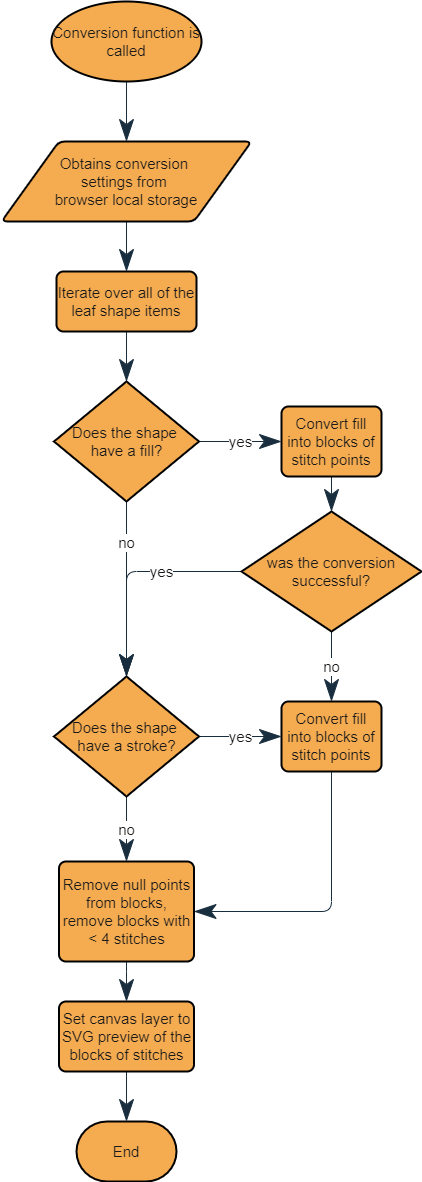 Conversion function is
called
Obtains conversion
settings from
browser local storage
Iterate over all of the
leaf shape items
Does the shape
have a fill?
yes
Convert fill
into blocks of
stitch points
no
was the conversion
successful?
yes
no
Does the shape
have a stroke?
yes
Convert fill
into blocks of
stitch points
no
Remove null points
from blocks,
remove blocks with
< 4 stitches
Set canvas layer to
SVG preview of the
blocks of stitches
End